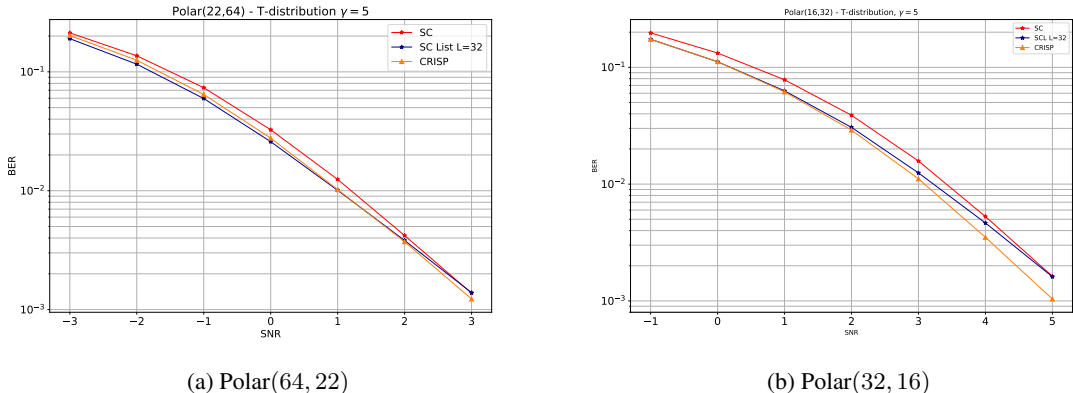 Polar(22,64) - T-distribution γ = 5
SC
SC List L=32
CRISP
BER
10⁻¹
10⁻²
10⁻³
−3 −2 −1 0 1 2 3
SNR
(a) Polar(64, 22)
Polar(16,32) - T-distribution, γ = 5
SC
SCL L=32
CRISP
BER
10⁻¹
10⁻²
10⁻³
−1 0 1 2 3 4 5
SNR
(b) Polar(32, 16)